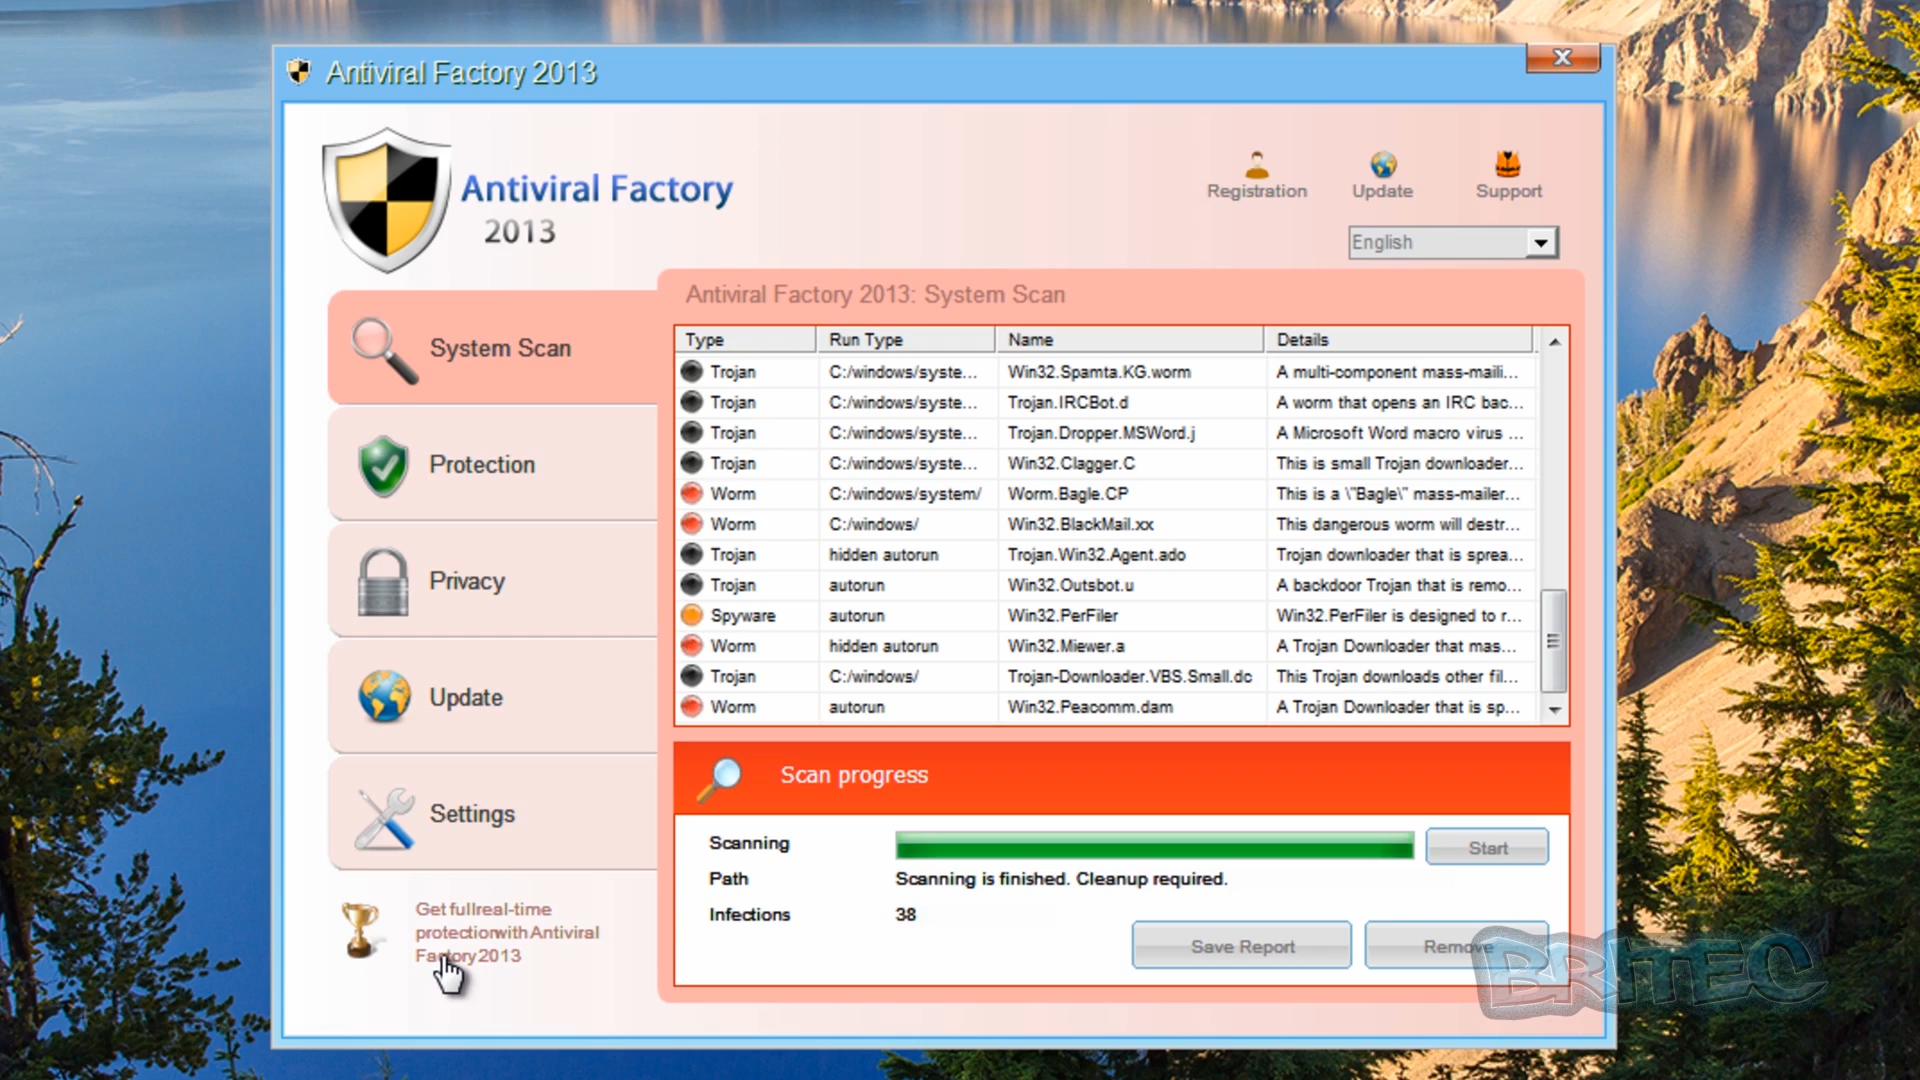 Antiviral Factory 2013
X
Antiviral Factory
2013
Registration
Update
Support
English
System Scan
Protection
Privacy
Update
Settings
Get fullreal-time
protectionwith Antiviral
Factory2013
Antiviral Factory 2013: System Scan
Type Run Type Name Details
Trojan C:/windows/syste... Win32.Spamta.KG.worm A multi-component mass-maili...
Trojan C:/windows/syste... Trojan.IRCBot.d A worm that opens an IRC bac...
Trojan C:/windows/syste... Trojan.Dropper.MSWord.j A Microsoft Word macro virus ...
Trojan C:/windows/syste... Win32.Clagger.C This is small Trojan downloader...
Worm C:/windows/system/ Worm.Bagle.CP This is a \"Bagle\" mass-mailer...
Worm C:/windows/ Win32.BlackMail.xx This dangerous worm will destr...
Trojan hidden autorun Trojan.Win32.Agent.ado Trojan downloader that is sprea...
Trojan autorun Win32.Outsbot.u A backdoor Trojan that is remo...
Spyware autorun Win32.PerFiler Win32.PerFiler is designed to r...
Worm hidden autorun Win32.Miewer.a A Trojan Downloader that mas...
Trojan C:/windows/ Trojan-Downloader.VBS.Small.dc This Trojan downloads other fil...
Worm autorun Win32.Peacomm.dam A Trojan Downloader that is sp...
Scan progress
Scanning
Start
Path Scanning is finished. Cleanup required.
Infections 38
Save Report
Remove
BRITEC